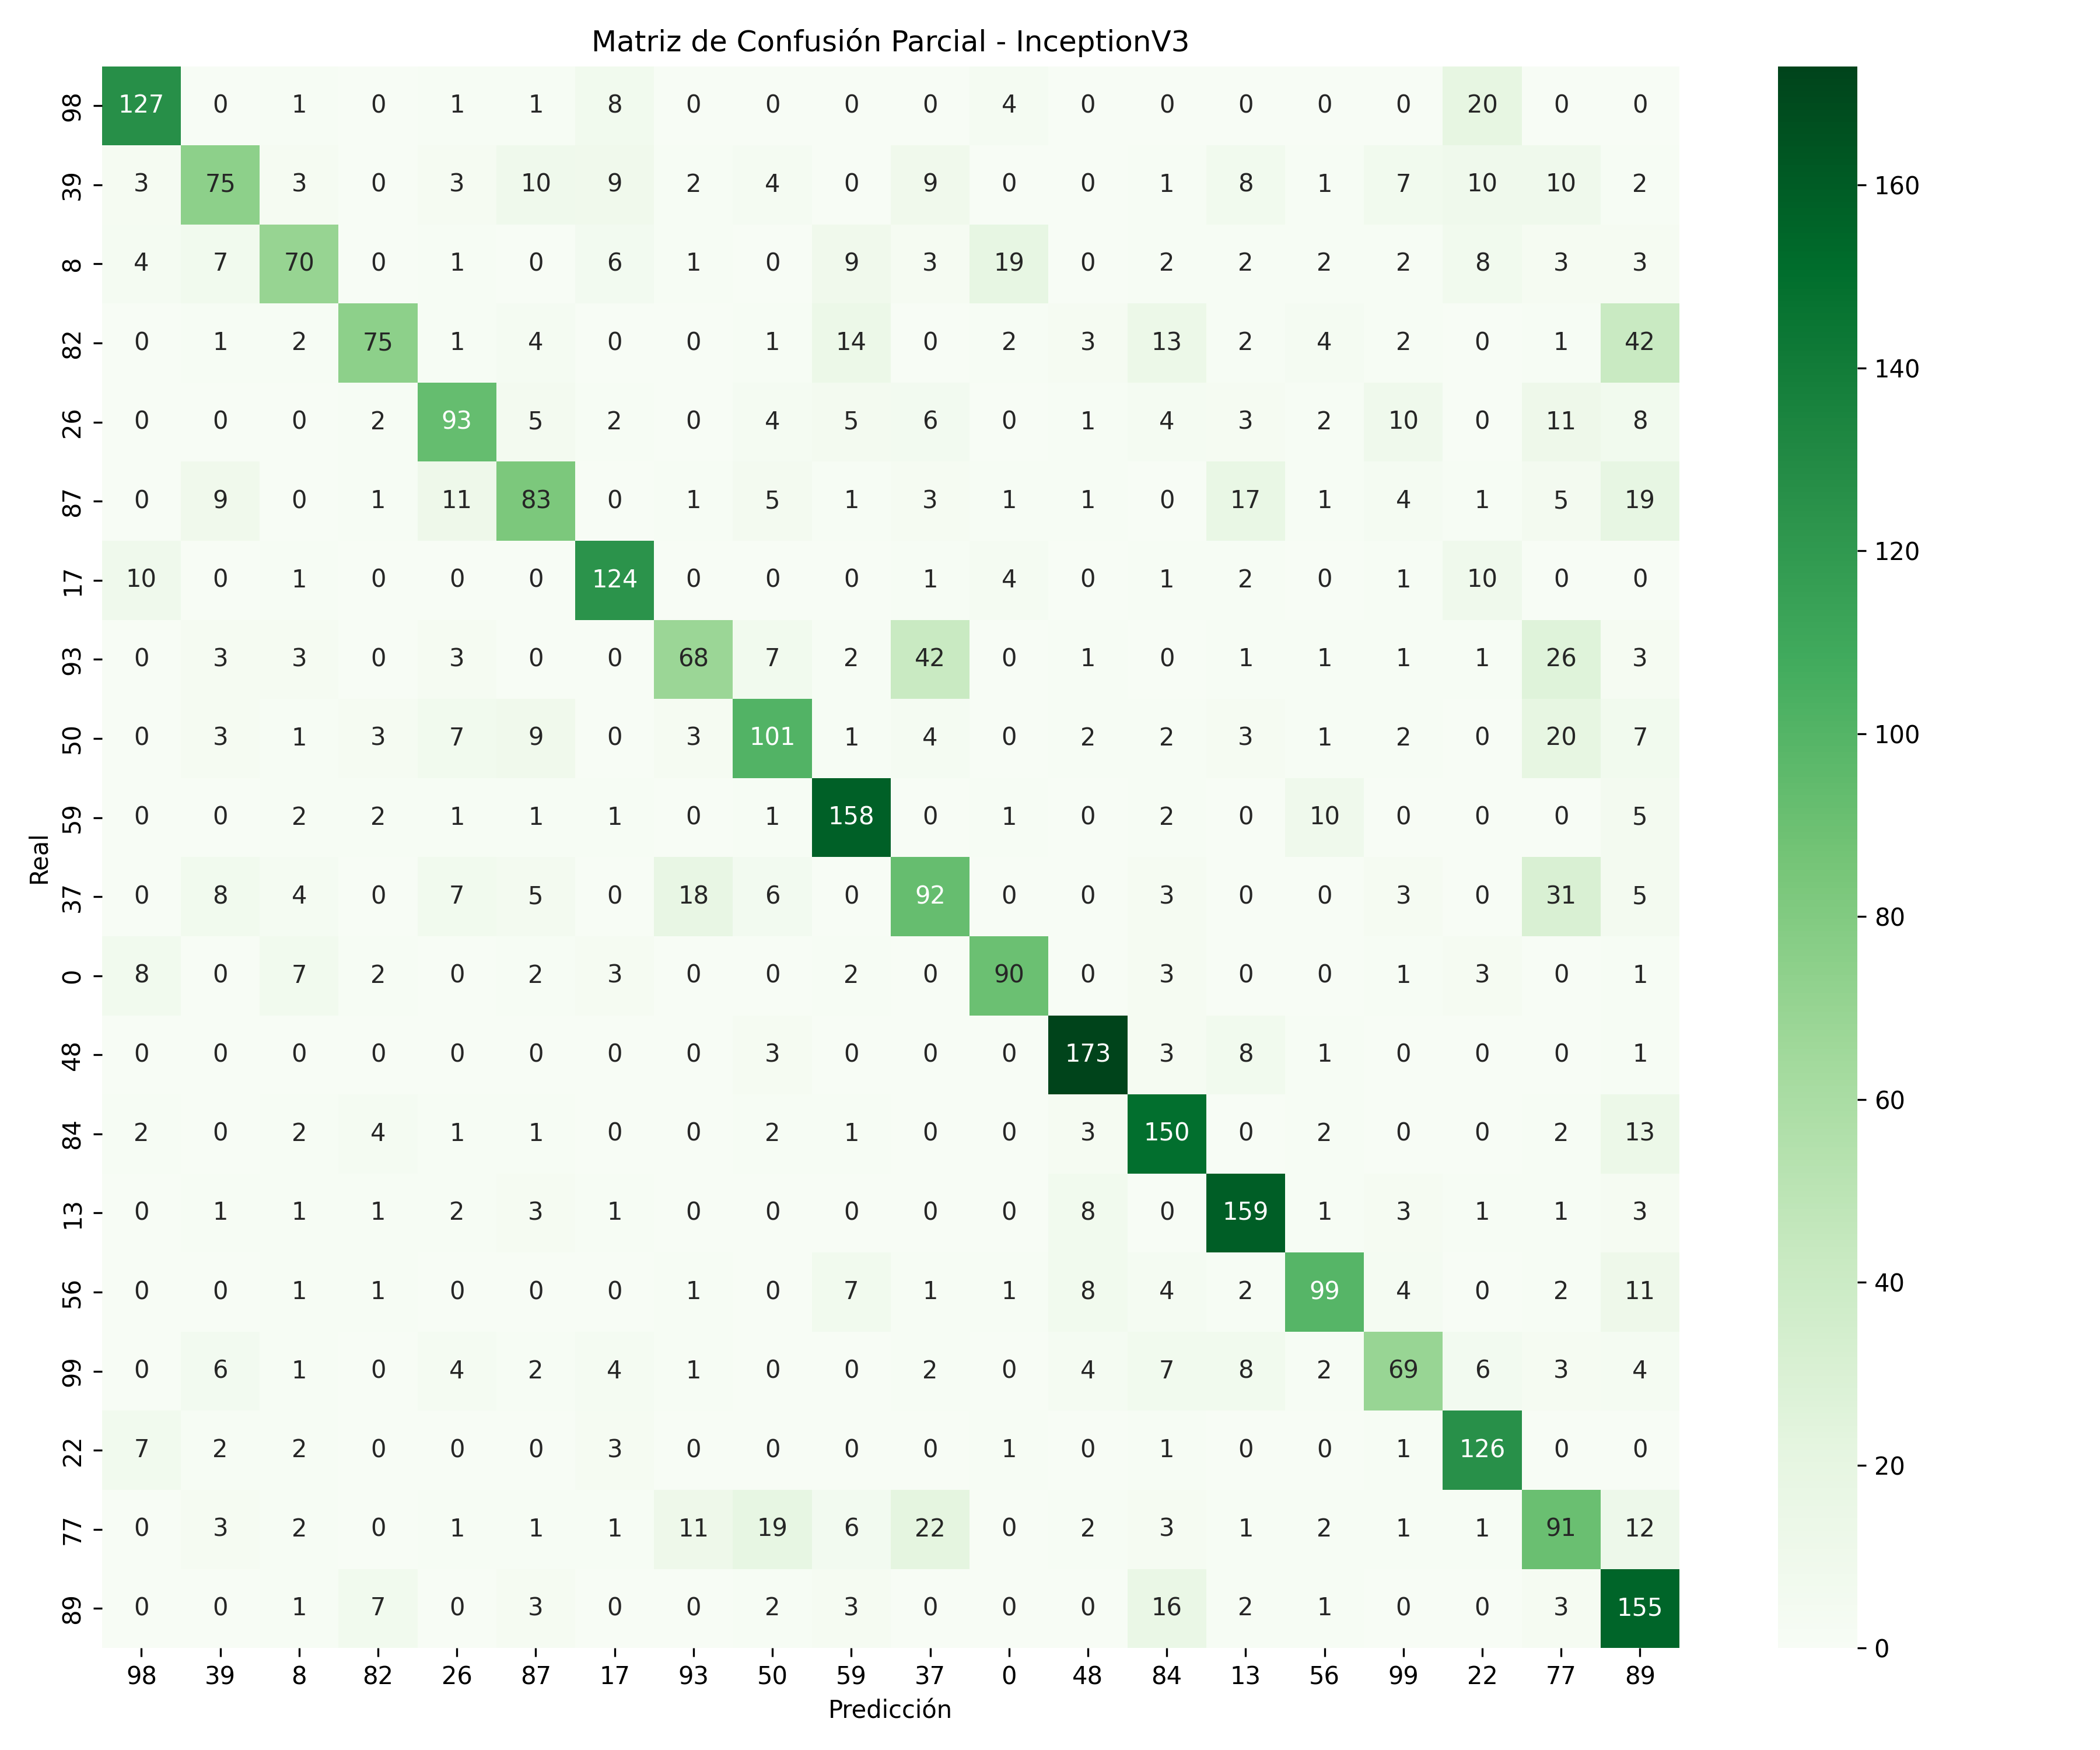 Matriz de Confusión Parcial - InceptionV3
98 127 0 1 0 1 1 8 0 0 0 0 4 0 0 0 0 0 20 0 0
39 3 75 3 0 3 10 9 2 4 0 9 0 0 1 8 1 7 10 10 2
8 4 7 70 0 1 0 6 1 0 9 3 19 0 2 2 2 2 8 3 3
82 0 1 2 75 1 4 0 0 1 14 0 2 3 13 2 4 2 0 1 42
26 0 0 0 2 93 5 2 0 4 5 6 0 1 4 3 2 10 0 11 8
87 0 9 0 1 11 83 0 1 5 1 3 1 1 0 17 1 4 1 5 19
17 10 0 1 0 0 0 124 0 0 0 1 4 0 1 2 0 1 10 0 0
93 0 3 3 0 3 0 0 68 7 2 42 0 1 0 1 1 1 1 26 3
50 0 3 1 3 7 9 0 3 101 1 4 0 2 2 3 1 2 0 20 7
59 0 0 2 2 1 1 1 0 1 158 0 1 0 2 0 10 0 0 0 5
37 0 8 4 0 7 5 0 18 6 0 92 0 0 3 0 0 3 0 31 5
0 8 0 7 2 0 2 3 0 0 2 0 90 0 3 0 0 1 3 0 1
48 0 0 0 0 0 0 0 0 3 0 0 0 173 3 8 1 0 0 0 1
84 2 0 2 4 1 1 0 0 2 1 0 0 3 150 0 2 0 0 2 13
13 0 1 1 1 2 3 1 0 0 0 0 0 8 0 159 1 3 1 1 3
56 0 0 1 1 0 0 0 1 0 7 1 1 8 4 2 99 4 0 2 11
99 0 6 1 0 4 2 4 1 0 0 2 0 4 7 8 2 69 6 3 4
22 7 2 2 0 0 0 3 0 0 0 0 1 0 1 0 0 1 126 0 0
77 0 3 2 0 1 1 1 11 19 6 22 0 2 3 1 2 1 1 91 12
89 0 0 1 7 0 3 0 0 2 3 0 0 0 16 2 1 0 0 3 155
98 39 8 82 26 87 17 93 50 59 37 0 48 84 13 56 99 22 77 89
Predicción
Real
160
140
120
100
80
60
40
20
0